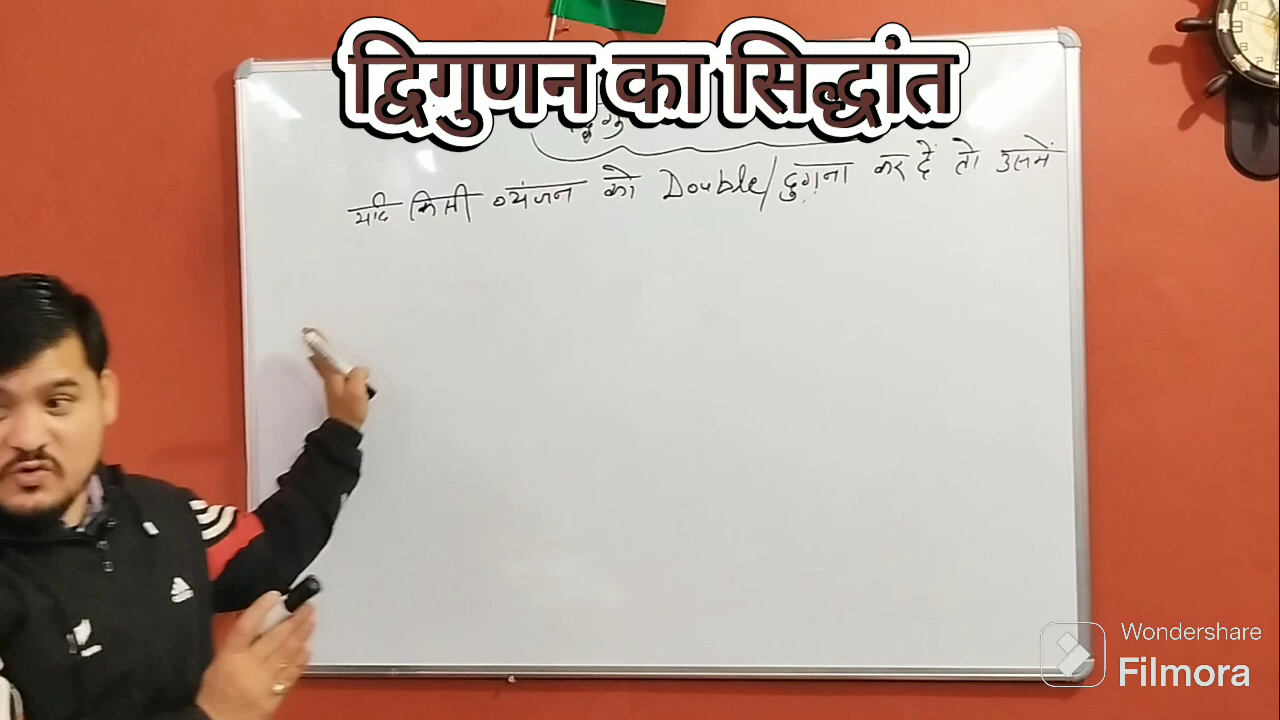 द्विगुणन का सिद्धांत
यदि किसी व्यंजन को Double/दुगना कर दें तो उसमें
Wondershare
Filmora